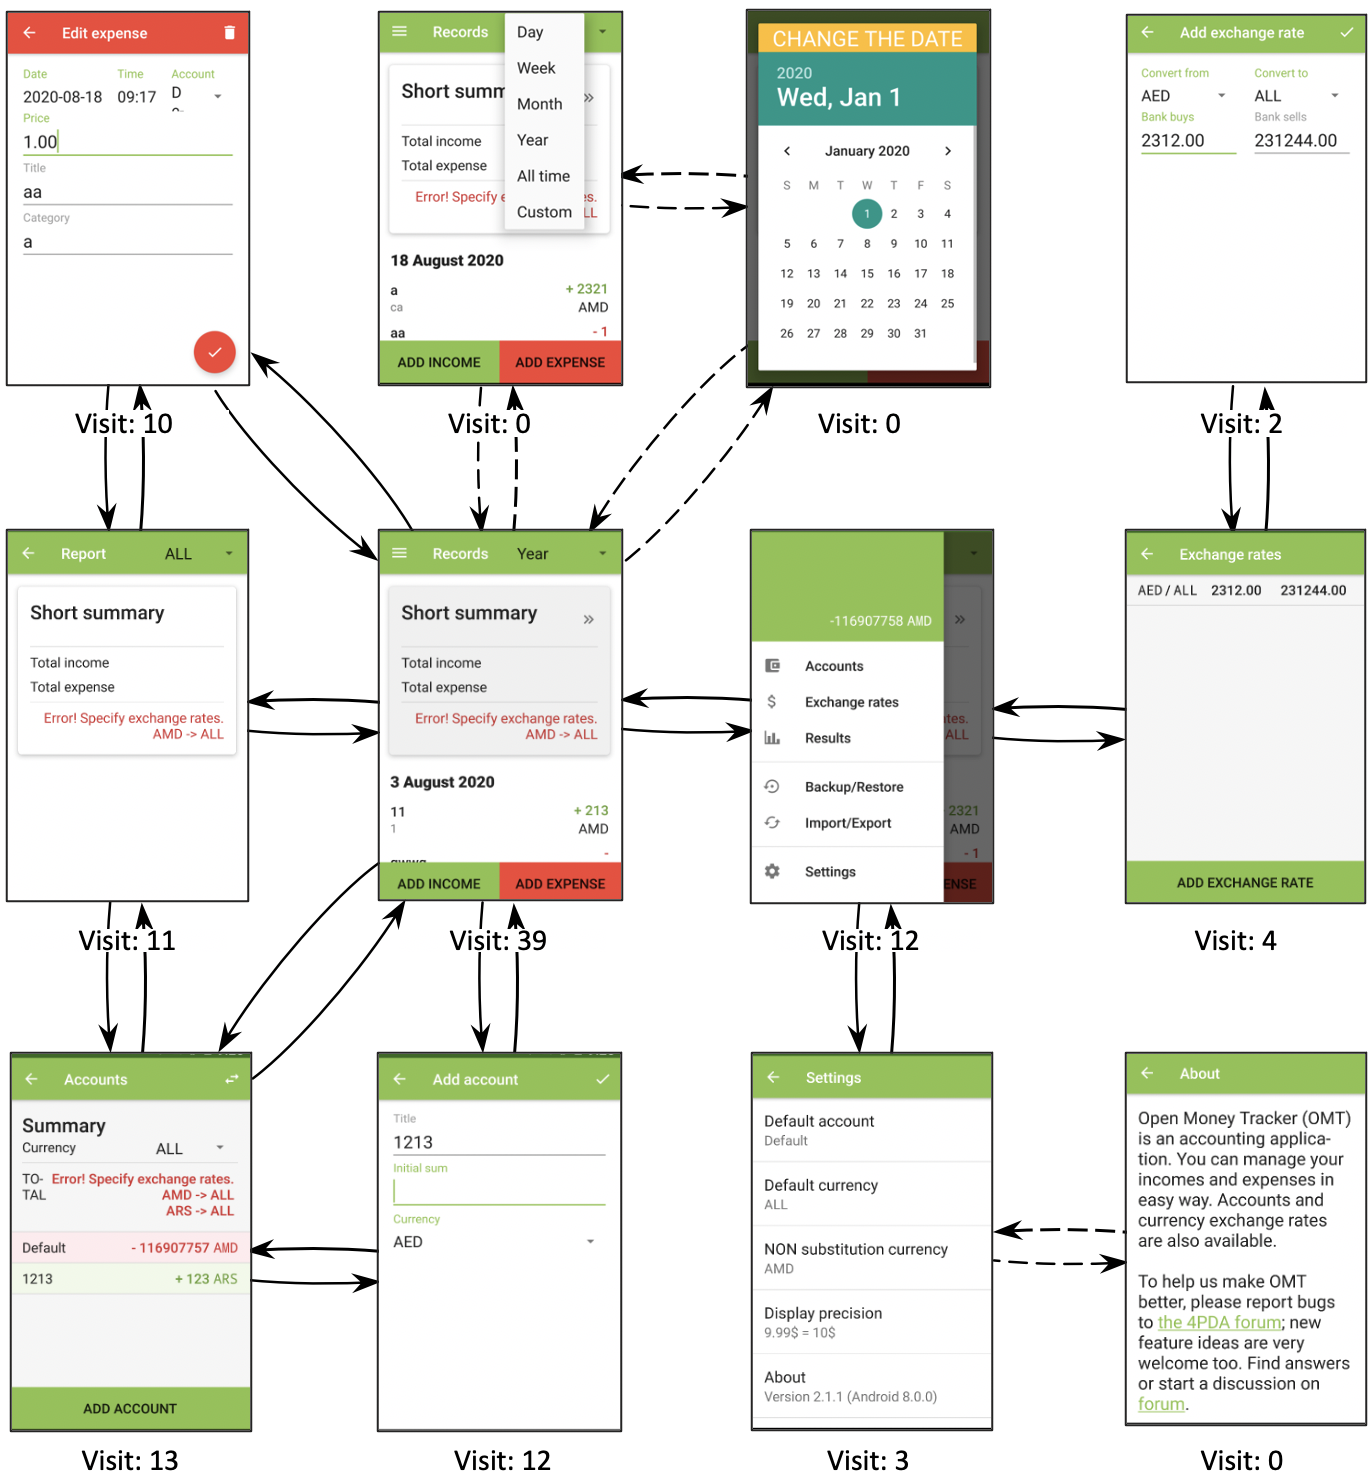 Edit expense
Date Time Account
2020-08-18 09:17 D
Price
1.00
Title
aa
Category
a
Visit: 10
Records
Day
Week
Month
Year
All time
Custom
Short summ »
Total income
Total expense
Error! Specify e es.
LL
18 August 2020
a + 2321
ca AMD
aa - 1
ADD INCOME ADD EXPENSE
Visit: 0
CHANGE THE DATE
2020
Wed, Jan 1
January 2020
S M T W T F S
1 2 3 4
5 6 7 8 9 10 11
12 13 14 15 16 17 18
19 20 21 22 23 24 25
26 27 28 29 30 31
Visit: 0
Add exchange rate
Convert from Convert to
AED ALL
Bank buys Bank sells
2312.00 231244.00
Visit: 2
Report ALL
Short summary
Total income
Total expense
Error! Specify exchange rates.
AMD -> ALL
Visit: 11
Records Year
Short summary »
Total income
Total expense
Error! Specify exchange rates.
AMD -> ALL
3 August 2020
11 + 213
1 AMD
-
ADD INCOME ADD EXPENSE
Visit: 39
-116907758 AMD »
Accounts
Exchange rates
Results
Backup/Restore
Import/Export
Settings
tes.
ALL
2321
AMD
- 1
ENSE
Visit: 12
Exchange rates
AED / ALL 2312.00 231244.00
ADD EXCHANGE RATE
Visit: 4
Accounts
Summary
Currency ALL
TO- Error! Specify exchange rates.
TAL AMD -> ALL
ARS -> ALL
Default - 116907757 AMD
1213 + 123 ARS
ADD ACCOUNT
Visit: 13
Add account
Title
1213
Initial sum
Currency
AED
Visit: 12
Settings
Default account
Default
Default currency
ALL
NON substitution currency
AMD
Display precision
9.99$ = 10$
About
Version 2.1.1 (Android 8.0.0)
Visit: 3
About
Open Money Tracker (OMT)
is an accounting applica-
tion. You can manage your
incomes and expenses in
easy way. Accounts and
currency exchange rates
are also available.
To help us make OMT
better, please report bugs
to the 4PDA forum; new
feature ideas are very
welcome too. Find answers
or start a discussion on
forum.
Visit: 0